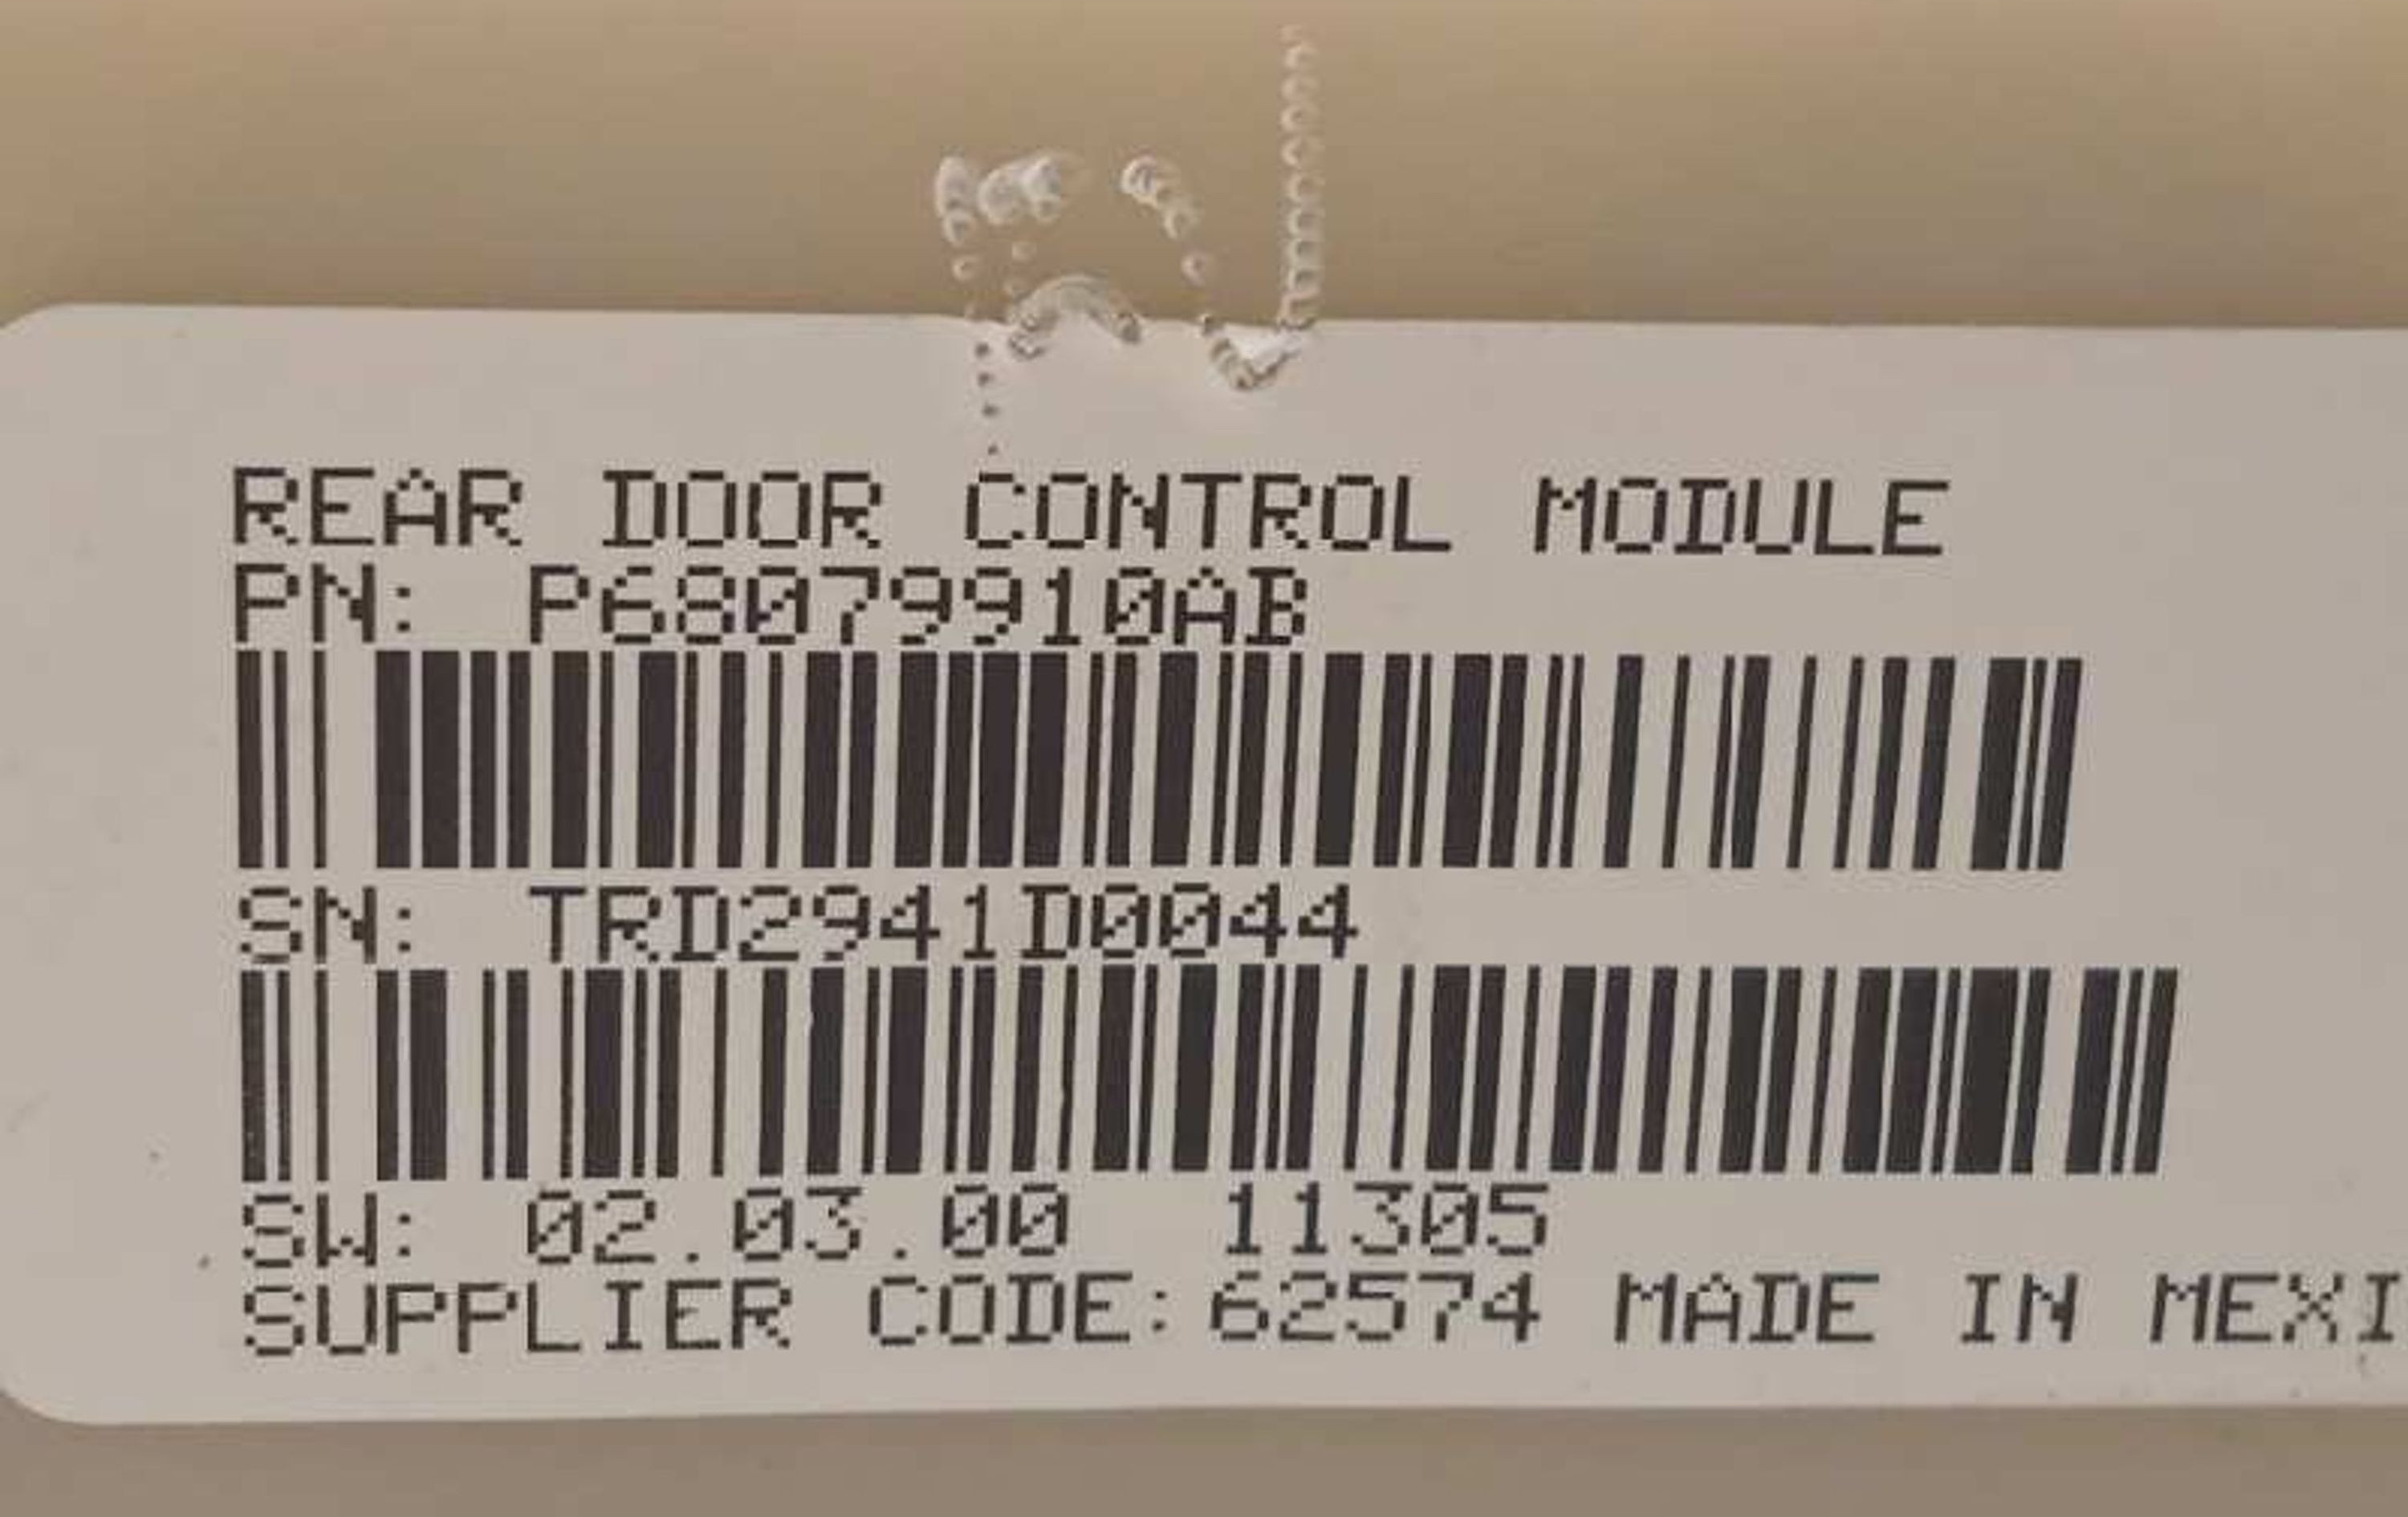 REAR DOOR CONTROL MODULE
PN: P68079910AB
SN: TRD2941D0044
SW: 02.03.00 11305
SUPPLIER CODE: 62574 MADE IN MEXI